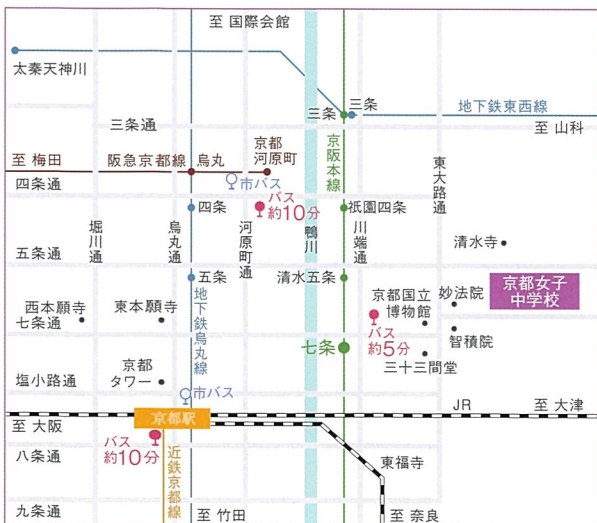 至 国際会館
太秦天神川
三条
三条
地下鉄東西線
三条通
至 山科
京都
河原町
至 梅田
阪急京都線
烏丸
京阪本線
東大路通
四条通
市バス
バス
約10分
四条
祇園四条
堀川通
烏丸通
河原町通
鴨川
川端通
清水寺
五条通
五条
清水五条
京都女子
中学校
京都国立
博物館
妙法院
西本願寺
東本願寺
地下鉄烏丸線
七条通
バス
約5分
智積院
七条
三十三間堂
京都
タワー
塩小路通
市バス
JR
至 大津
京都駅
至 大阪
バス
約10分
八条通
近鉄京都線
東福寺
九条通
至 竹田
至 奈良